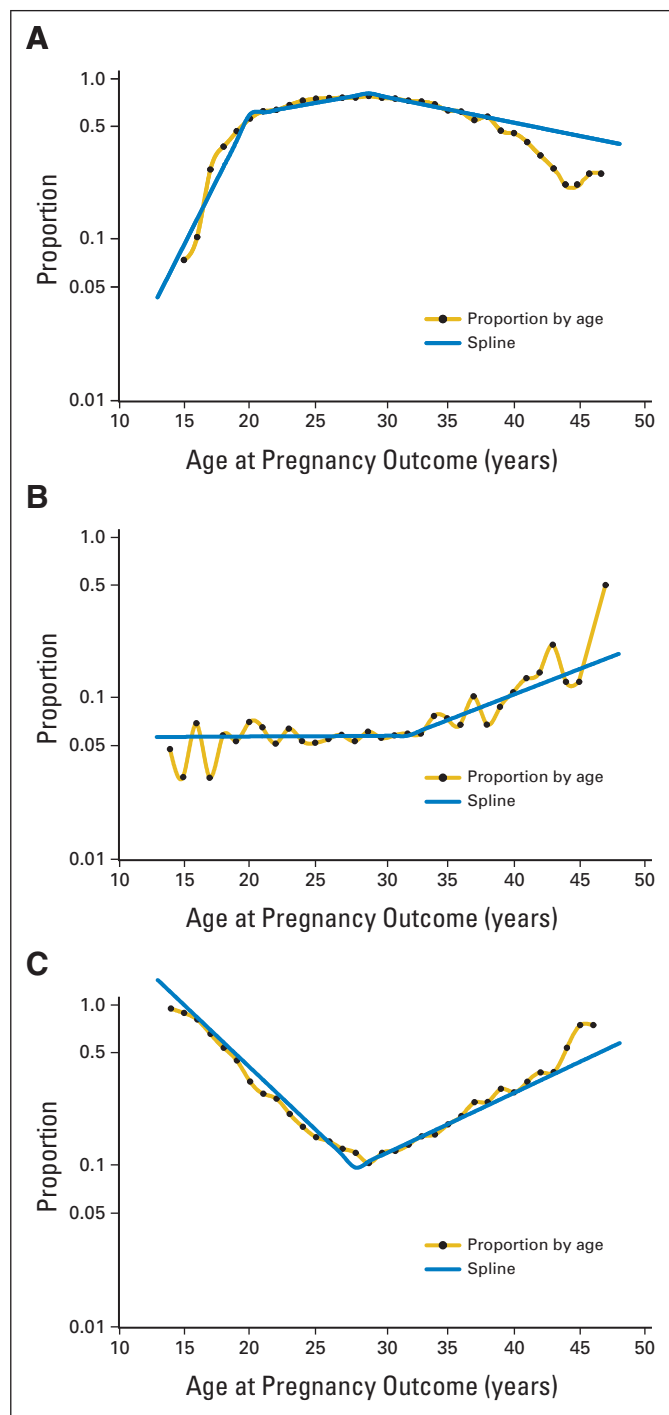 A
1.0
0.5
0.1
0.05
0.01
Proportion
Proportion by age
Spline
10 15 20 25 30 35 40 45 50
Age at Pregnancy Outcome (years)
B
1.0
0.5
0.1
0.05
0.01
Proportion
Proportion by age
Spline
10 15 20 25 30 35 40 45 50
Age at Pregnancy Outcome (years)
C
1.0
0.5
0.1
0.05
0.01
Proportion
Proportion by age
Spline
10 15 20 25 30 35 40 45 50
Age at Pregnancy Outcome (years)